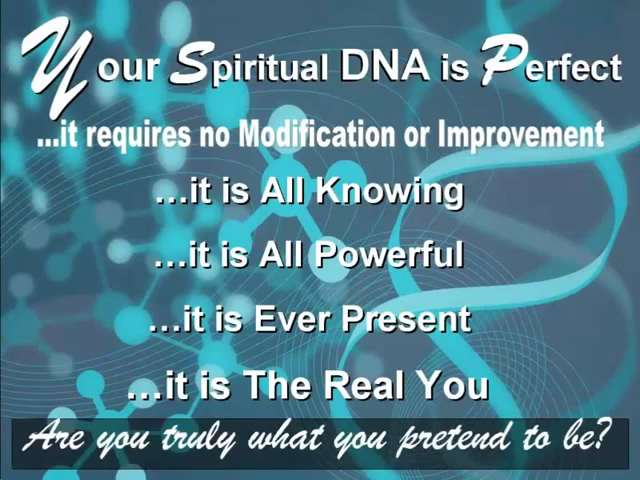 Your Spiritual DNA is Perfect
...it requires no Modification or Improvement
...it is All Knowing
...it is All Powerful
...it is Ever Present
...it is The Real You
Are you truly what you pretend to be?